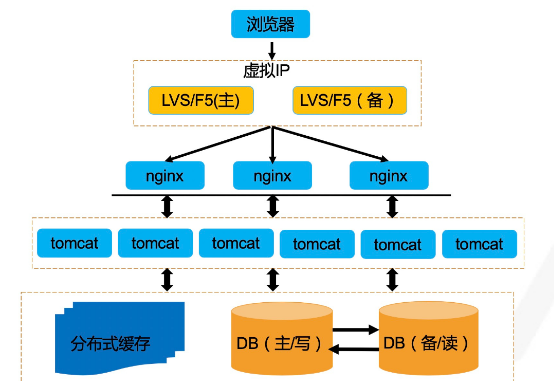 浏览器
虚拟IP
LVS/F5(主)
LVS/F5（备）
nginx
nginx
nginx
tomcat
tomcat
tomcat
tomcat
tomcat
tomcat
分布式缓存
DB（主/写）
DB（备/读）